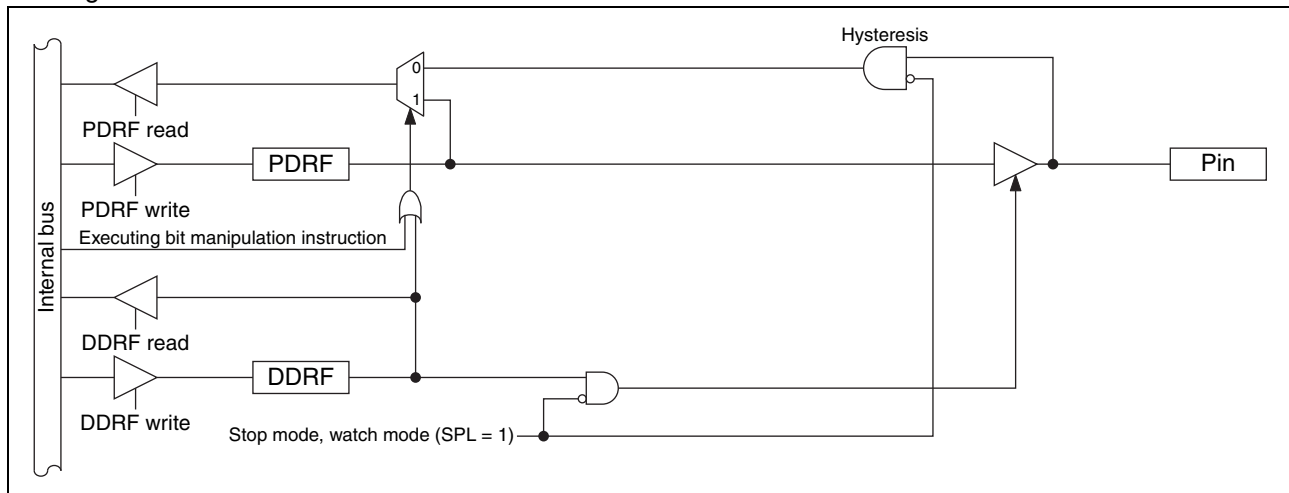 Hysteresis
0
1
PDRF read
PDRF
Pin
PDRF write
Executing bit manipulation instruction
Internal bus
DDRF read
DDRF
DDRF write
Stop mode, watch mode (SPL = 1)